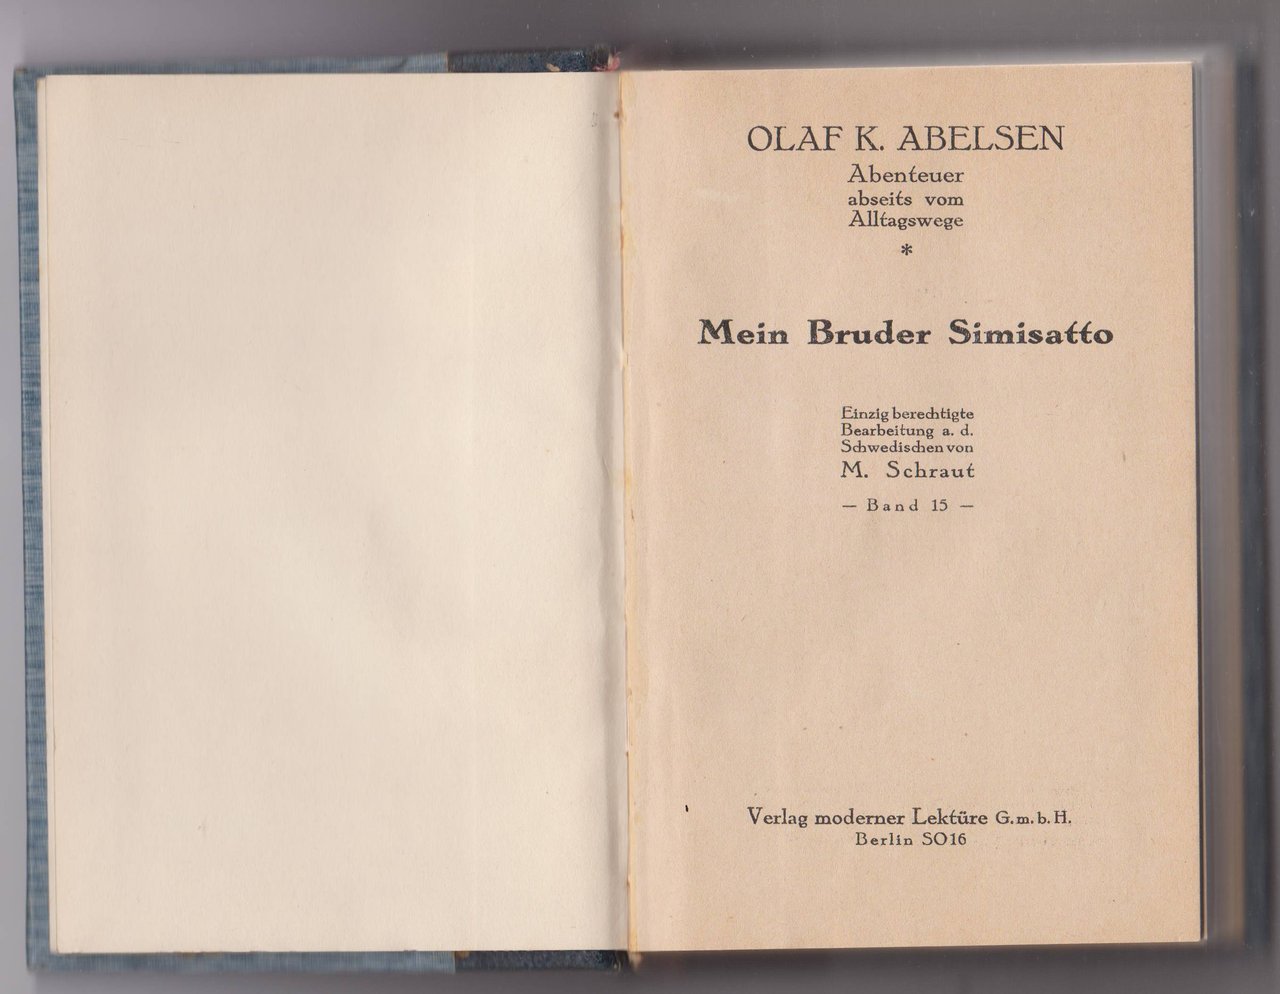 OLAF K. ABELSEN
Abenteuer
abseits vom
Alltagswege
*
Mein Bruder Simisatto
Einzig berechtigte
Bearbeitung a. d.
Schwedischen von
M. Schraut
— Band 15 —
Verlag moderner Lektüre G. m. b. H.
Berlin SO16